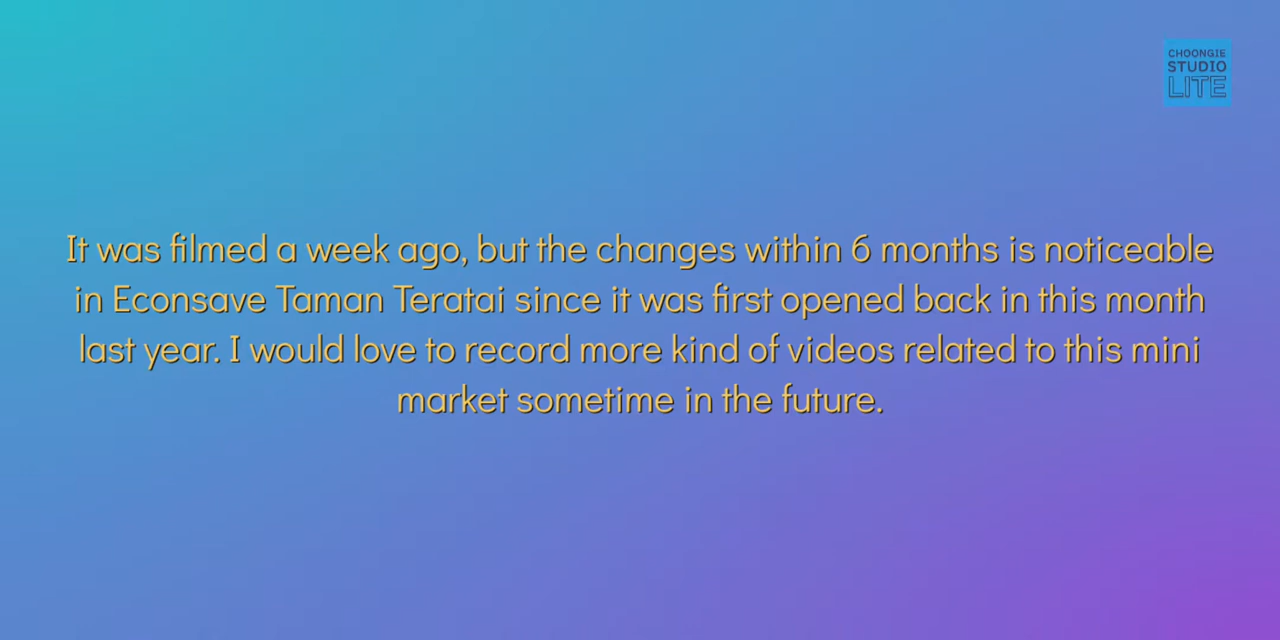 CHOONGIE
STUDIO
LITE
It was filmed a week ago, but the changes within 6 months is noticeable
in Econsave Taman Teratai since it was first opened back in this month
last year. I would love to record more kind of videos related to this mini
market sometime in the future.